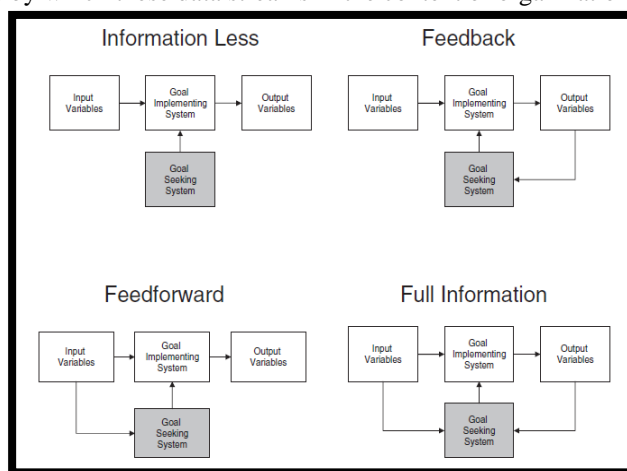 Information Less
Input
Variables
Goal
Implementing
System
Output
Variables
Goal
Seeking
System
Feedback
Input
Variables
Goal
Implementing
System
Output
Variables
Goal
Seeking
System
Feedforward
Input
Variables
Goal
Implementing
System
Output
Variables
Goal
Seeking
System
Full Information
Input
Variables
Goal
Implementing
System
Output
Variables
Goal
Seeking
System